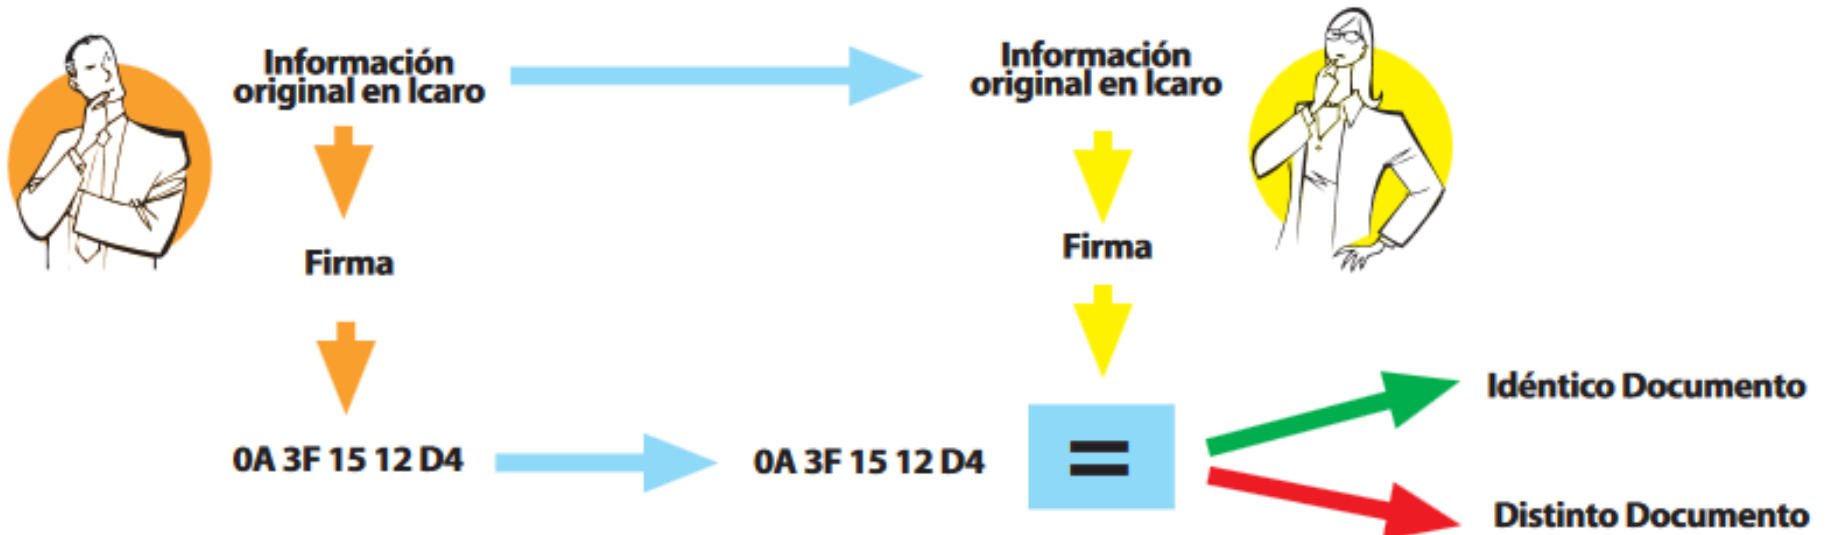 Información
original en Icaro
Información
original en Icaro
Firma
Firma
0A 3F 15 12 D4
0A 3F 15 12 D4
=
Idéntico Documento
Distinto Documento